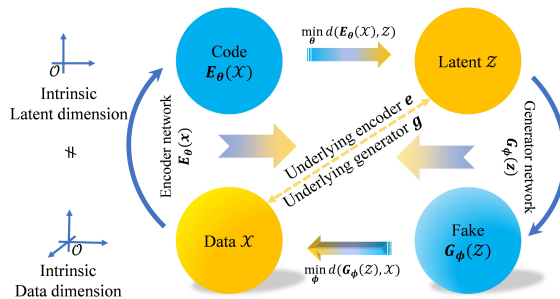 𝒪
Intrinsic
Latent dimension
≠
𝒪
Intrinsic
Data dimension
Encoder network
E_θ(x)
Code
E_θ(𝒳)
min_θ d(E_θ(𝒳), 𝒵)
Latent 𝒵
Underlying encoder e
Underlying generator g
Generator network
G_ϕ(z)
Data 𝒳
min_ϕ d(G_ϕ(𝒵), 𝒳)
Fake
G_ϕ(𝒵)